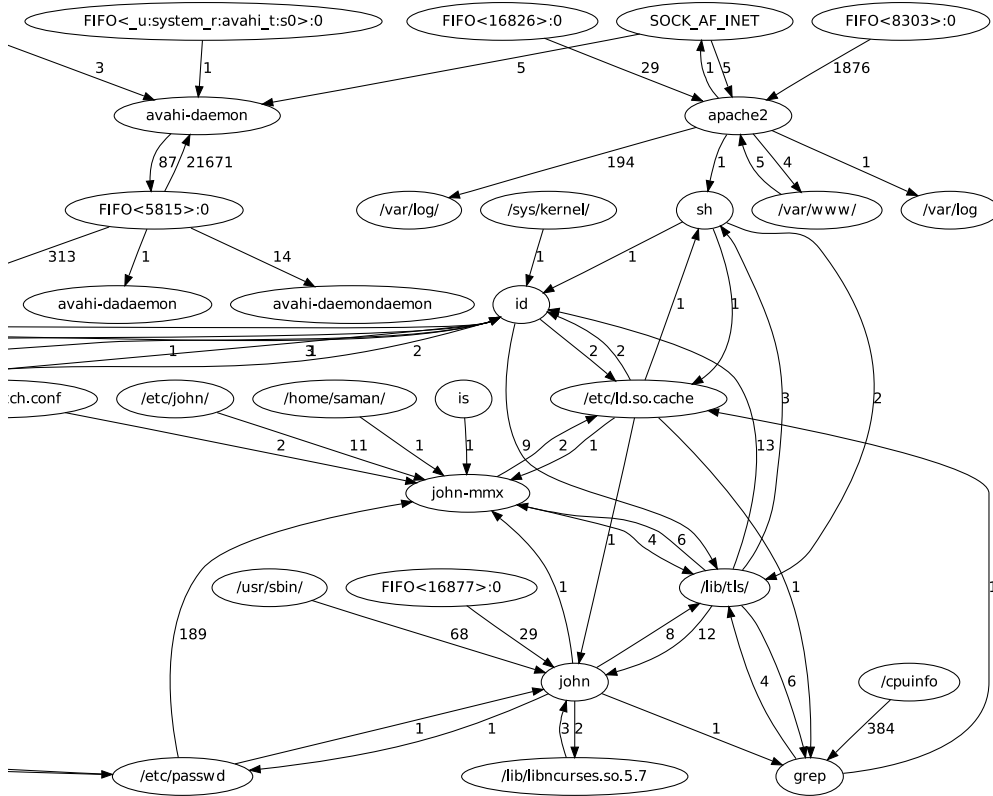 FIFO<_u:system_r:avahi_t:s0>:0
FIFO<16826>:0
SOCK_AF_INET
FIFO<8303>:0
3
1
5
29
1
5
1876
avahi-daemon
apache2
87
21671
194
1
5
4
1
FIFO<5815>:0
/var/log/
/sys/kernel/
sh
/var/www/
/var/log
313
1
14
1
1
avahi-dadaemon
avahi-daemondaemon
id
1
1
1
3
1
2
2
2
3
2
ch.conf
/etc/john/
/home/saman/
is
/etc/ld.so.cache
2
11
1
1
9
2
1
13
john-mmx
1
4
6
1
/usr/sbin/
FIFO<16877>:0
/lib/tls/
1
1
189
68
29
8
12
john
4
6
/cpuinfo
1
1
3
2
1
384
/etc/passwd
/lib/libncurses.so.5.7
grep